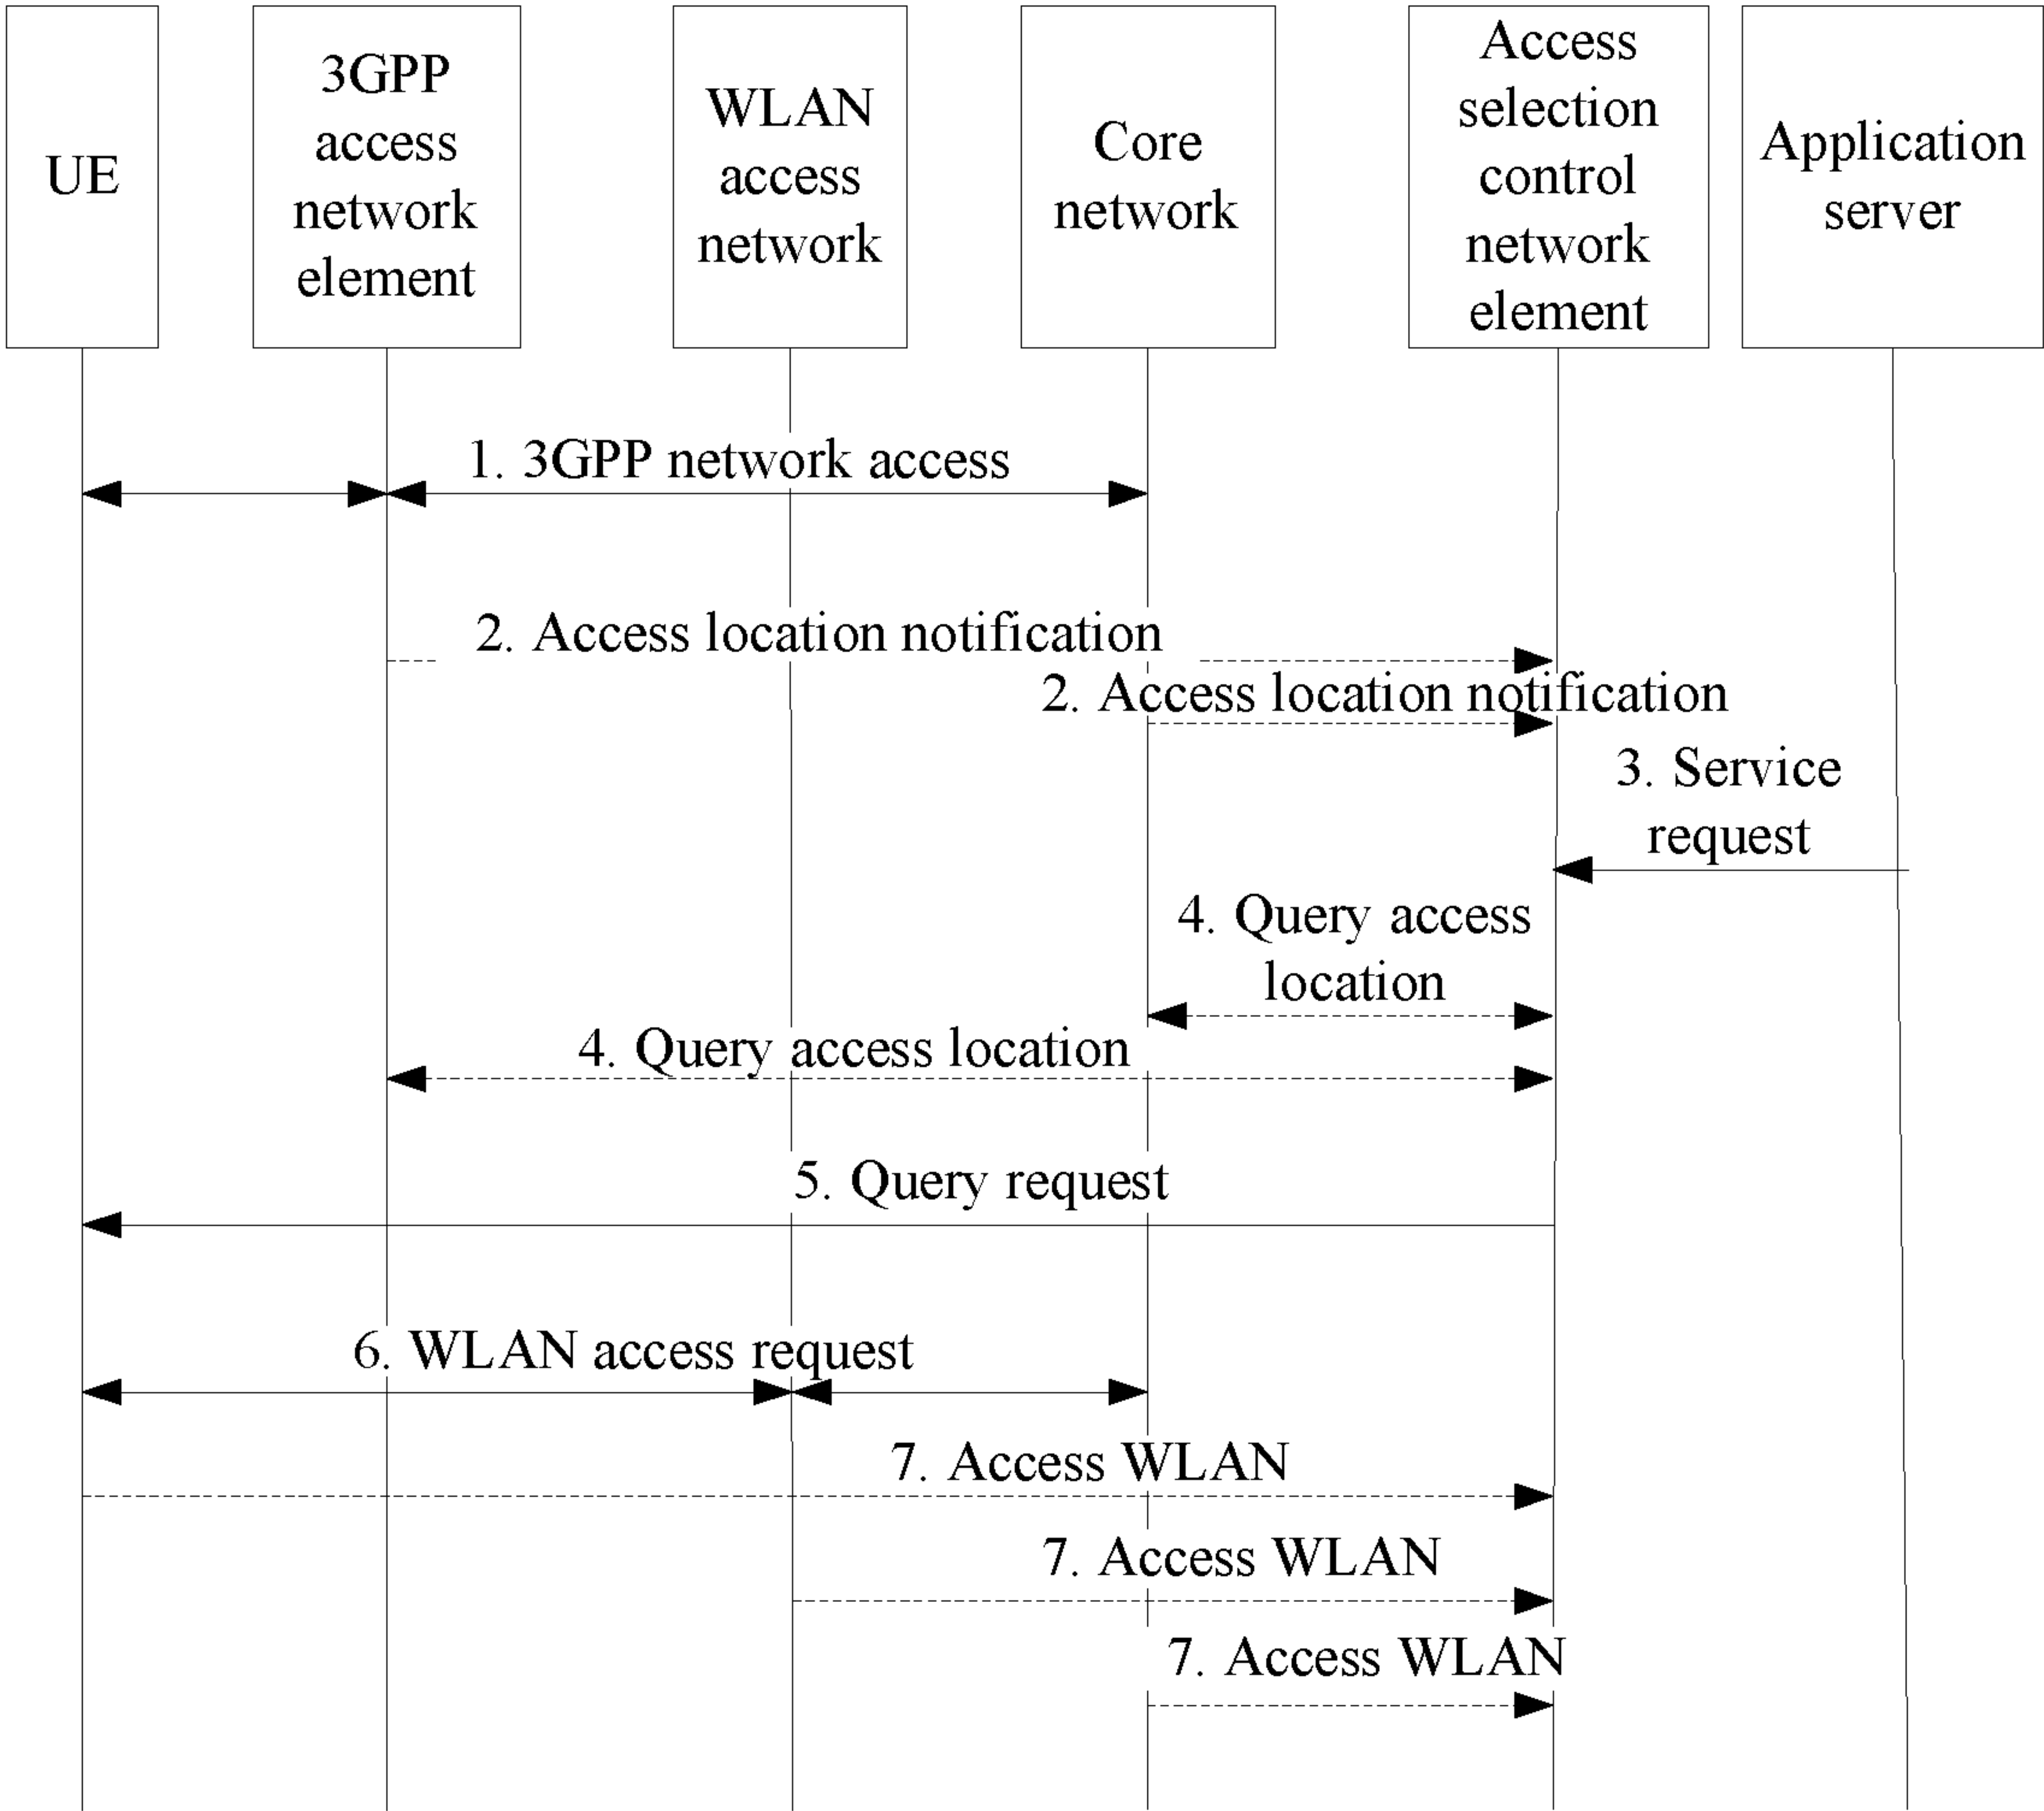 UE
3GPP
access
network
element
WLAN
access
network
Core
network
Access
selection
control
network
element
Application
server
1. 3GPP network access
2. Access location notification
2. Access location notification
3. Service
request
4. Query access
location
4. Query access location
5. Query request
6. WLAN access request
7. Access WLAN
7. Access WLAN
7. Access WLAN